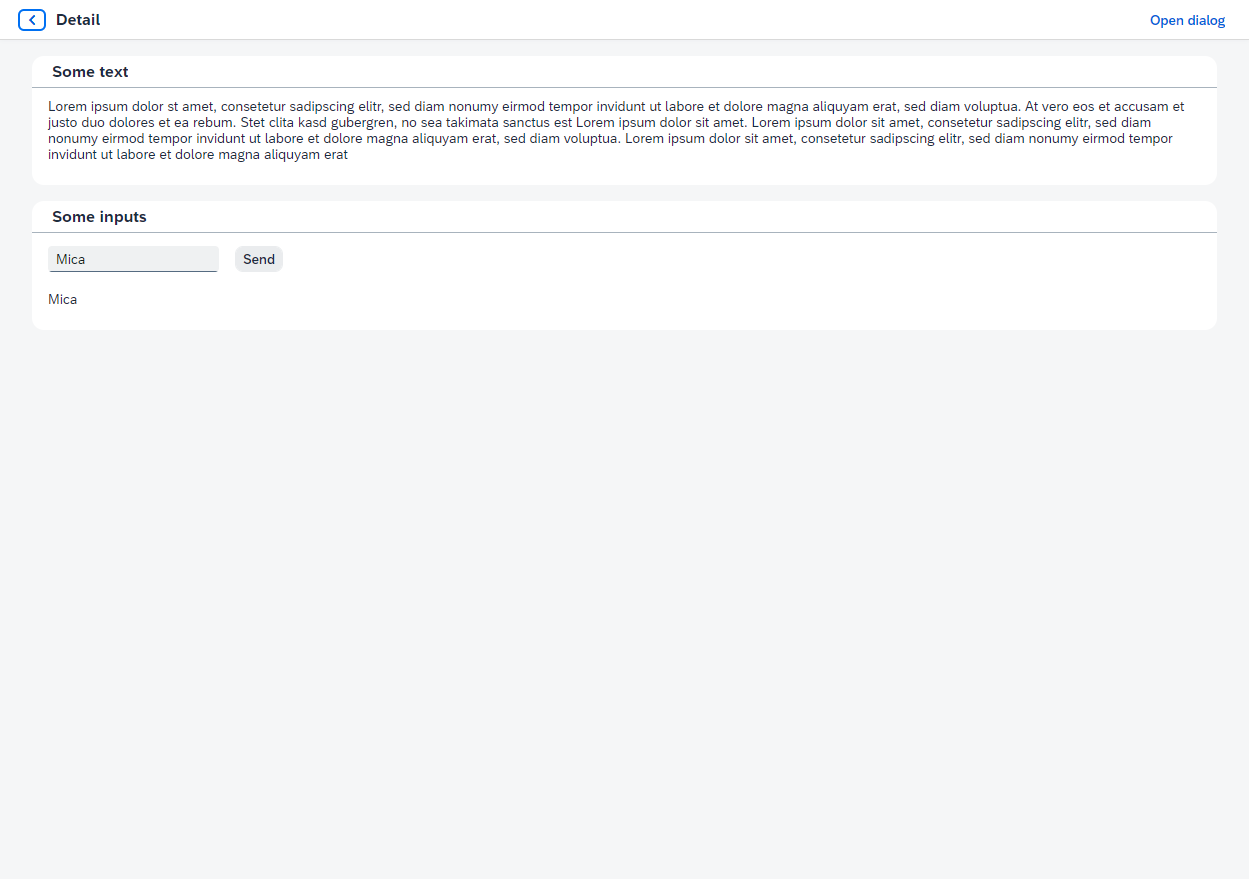 Detail
Open dialog
Some text
Lorem ipsum dolor st amet, consetetur sadipscing elitr, sed diam nonumy eirmod tempor invidunt ut labore et dolore magna aliquyam erat, sed diam voluptua. At vero eos et accusam et
justo duo dolores et ea rebum. Stet clita kasd gubergren, no sea takimata sanctus est Lorem ipsum dolor sit amet. Lorem ipsum dolor sit amet, consetetur sadipscing elitr, sed diam
nonumy eirmod tempor invidunt ut labore et dolore magna aliquyam erat, sed diam voluptua. Lorem ipsum dolor sit amet, consetetur sadipscing elitr, sed diam nonumy eirmod tempor
invidunt ut labore et dolore magna aliquyam erat
Some inputs
Mica
Send
Mica